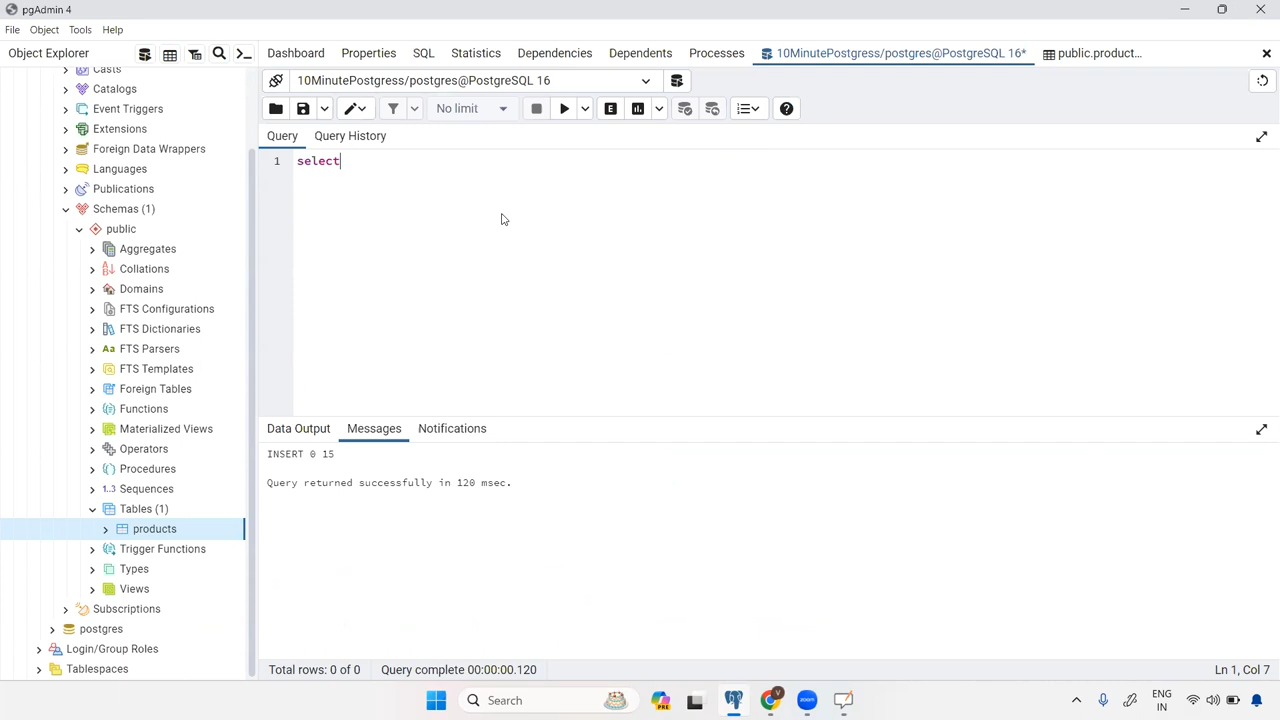 pgAdmin 4
File Object Tools Help
Object Explorer
Dashboard Properties SQL Statistics Dependencies Dependents Processes 10MinutePostgress/postgres@PostgreSQL 16* public.product...
10MinutePostgress/postgres@PostgreSQL 16
No limit
E
Query Query History
1 select
Casts
Catalogs
Event Triggers
Extensions
Foreign Data Wrappers
Languages
Publications
Schemas (1)
public
Aggregates
Collations
Domains
FTS Configurations
FTS Dictionaries
Aa FTS Parsers
FTS Templates
Foreign Tables
Functions
Materialized Views
Operators
Procedures
1..3 Sequences
Tables (1)
products
Trigger Functions
Types
Views
Subscriptions
postgres
Login/Group Roles
Tablespaces
Data Output Messages Notifications
INSERT 0 15
Query returned successfully in 120 msec.
Total rows: 0 of 0 Query complete 00:00:00.120 Ln 1, Col 7
Search
PRE
V
zoom
ENG
IN